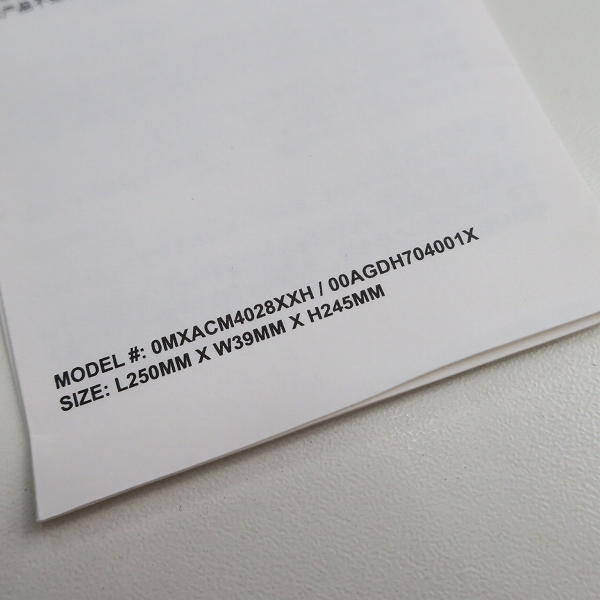 MODEL #: 0MXACM4028XXH / 00AGDH704001X
SIZE: L250MM X W39MM X H245MM